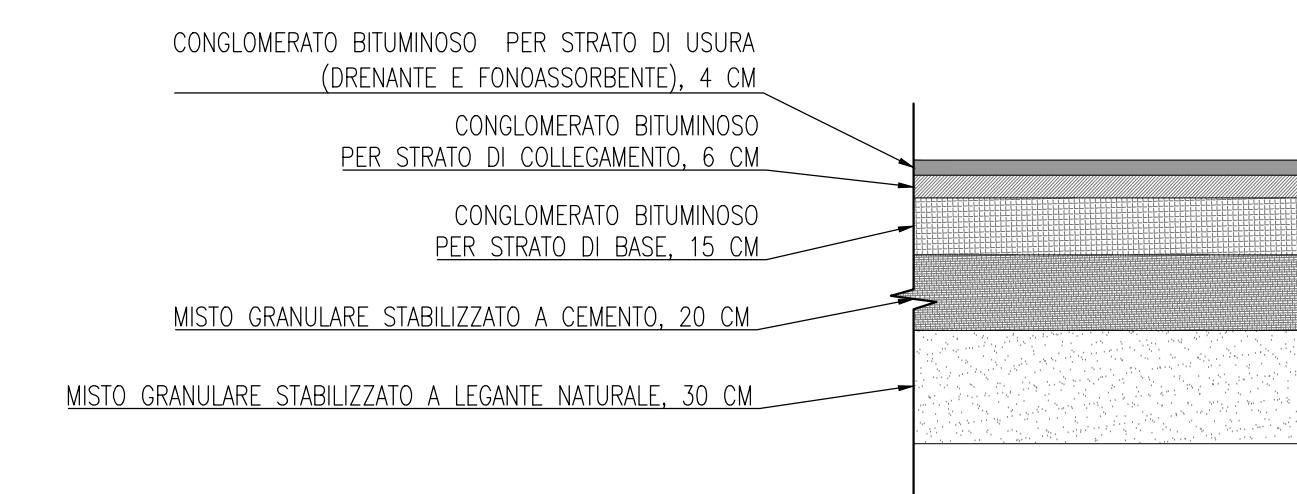 CONGLOMERATO BITUMINOSO PER STRATO DI USURA
(DRENANTE E FONOASSORBENTE), 4 CM
CONGLOMERATO BITUMINOSO
PER STRATO DI COLLEGAMENTO, 6 CM
CONGLOMERATO BITUMINOSO
PER STRATO DI BASE, 15 CM
MISTO GRANULARE STABILIZZATO A CEMENTO, 20 CM
MISTO GRANULARE STABILIZZATO A LEGANTE NATURALE, 30 CM